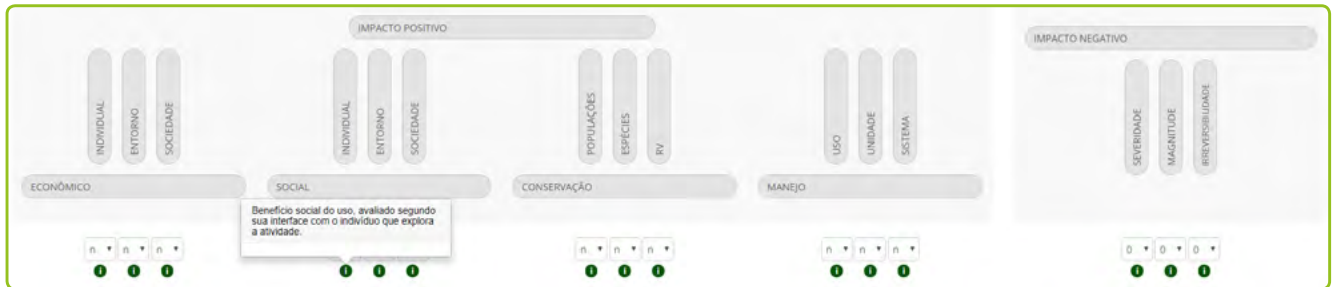 IMPACTO POSITIVO
INDIVIDUAL
ENTORNO
SOCIEDADE
INDIVIDUAL
ENTORNO
SOCIEDADE
POPULAÇÕES
ESPÉCIES
RV
USO
UNIDADE
SISTEMA
ECONÔMICO
SOCIAL
CONSERVAÇÃO
MANEJO
Benefício social do uso, avaliado segundo
sua interface com o indivíduo que explora
a atividade.
n n n
n n n
n n n
i i i
i i i
i i i
i i i
IMPACTO NEGATIVO
SEVERIDADE
MAGNITUDE
IRREVERSIBILIDADE
0 0 0
i i i